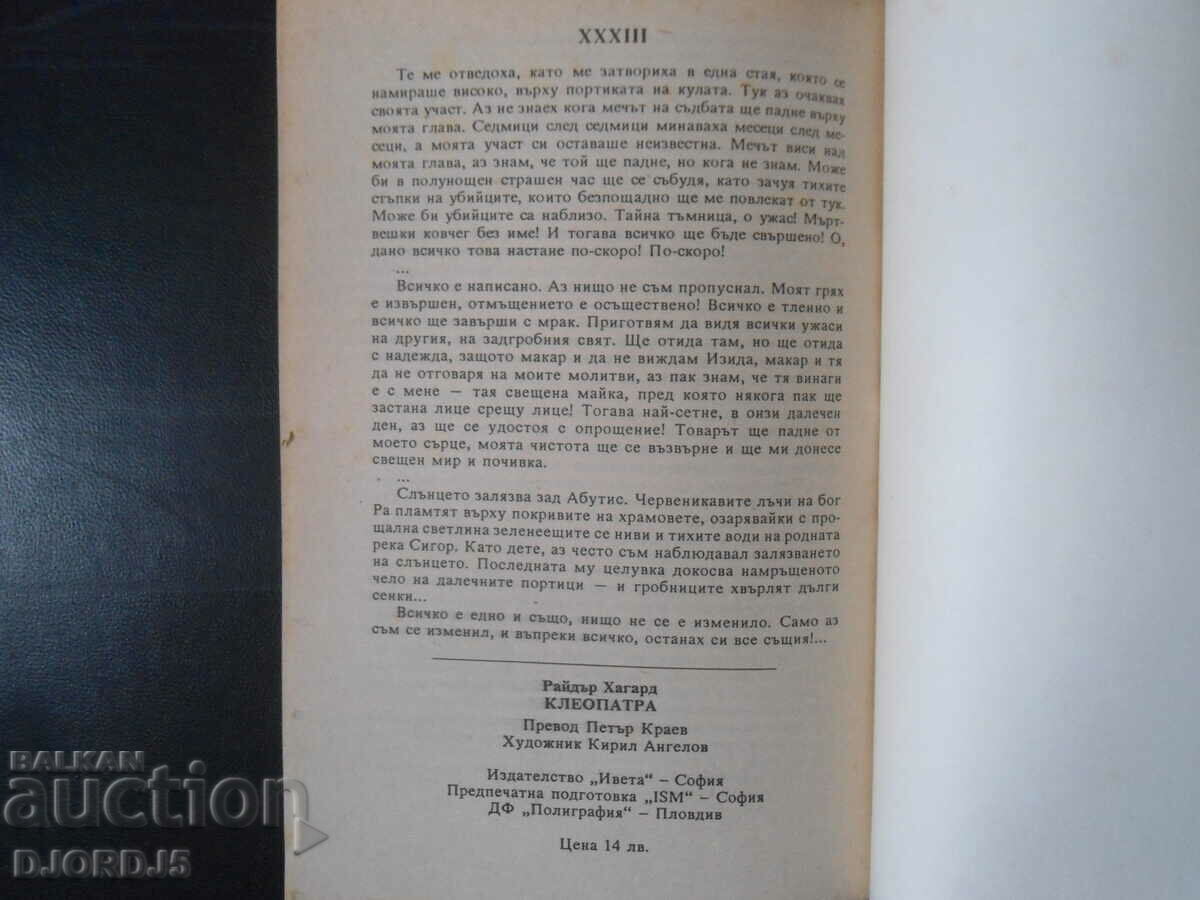 XXXIII
Те ме отведоха, като ме затвориха в една стая, която се
намираше високо, върху портиката на кулата. Тук аз очаквах
своята участ. Аз не знаех кога мечът на съдбата ще падне върху
моята глава. Седмици след седмици минаваха месеци след ме-
сеци, а моята участ си оставаше неизвестна. Мечът виси над
моята глава, аз знам, че той ще падне, но кога не знам. Може
би в полунощен страшен час ще се събудя, като зачуя тихите
стъпки на убийците, които безпощадно ще ме повлекат от тук.
Може би убийците са наблизо. Тайна тъмница, о ужас! Мърт-
вешки ковчег без име! И тогава всичко ще бъде свършено! О,
дано всичко това настане по-скоро! По-скоро!
...
Всичко е написано. Аз нищо не съм пропуснал. Моят грях
е извършен, отмъщението е осъществено! Всичко е тленно и
всичко ще завърши с мрак. Приготвям да видя всички ужаси
на другия, на задгробния свят. Ще отида там, но ще отида
с надежда, защото макар и да не виждам Изида, макар и тя
да не отговаря на моите молитви, аз пак знам, че тя винаги
е с мене — тая свещена майка, пред която някога пак ще
застана лице срещу лице! Тогава най-сетне, в онзи далечен
ден, аз ще се удостоя с опрощение! Товарът ще падне от
моето сърце, моята чистота ще се възвърне и ще ми донесе
свещен мир и почивка.
...
Слънцето залязва зад Абутис. Червеникавите лъчи на бог
Ра пламтят върху покривите на храмовете, озарявайки с про-
щална светлина зеленеещите се ниви и тихите води на родната
река Сигор. Като дете, аз често съм наблюдавал залязването
на слънцето. Последната му целувка докосва намръщеното
чело на далечните портици — и гробниците хвърлят дълги
сенки...
Всичко е едно и също, нищо не се е изменило. Само аз
съм се изменил, и въпреки всичко, останах си все същия!...
Райдър Хагард
КЛЕОПАТРА
Превод Петър Краев
Художник Кирил Ангелов
Издателство „Ивета“ – София
Предпечатна подготовка „ISM“ – София
ДФ „Полиграфия“ – Пловдив
Цена 14 лв.
BALKAN
auction
DJORD_J5